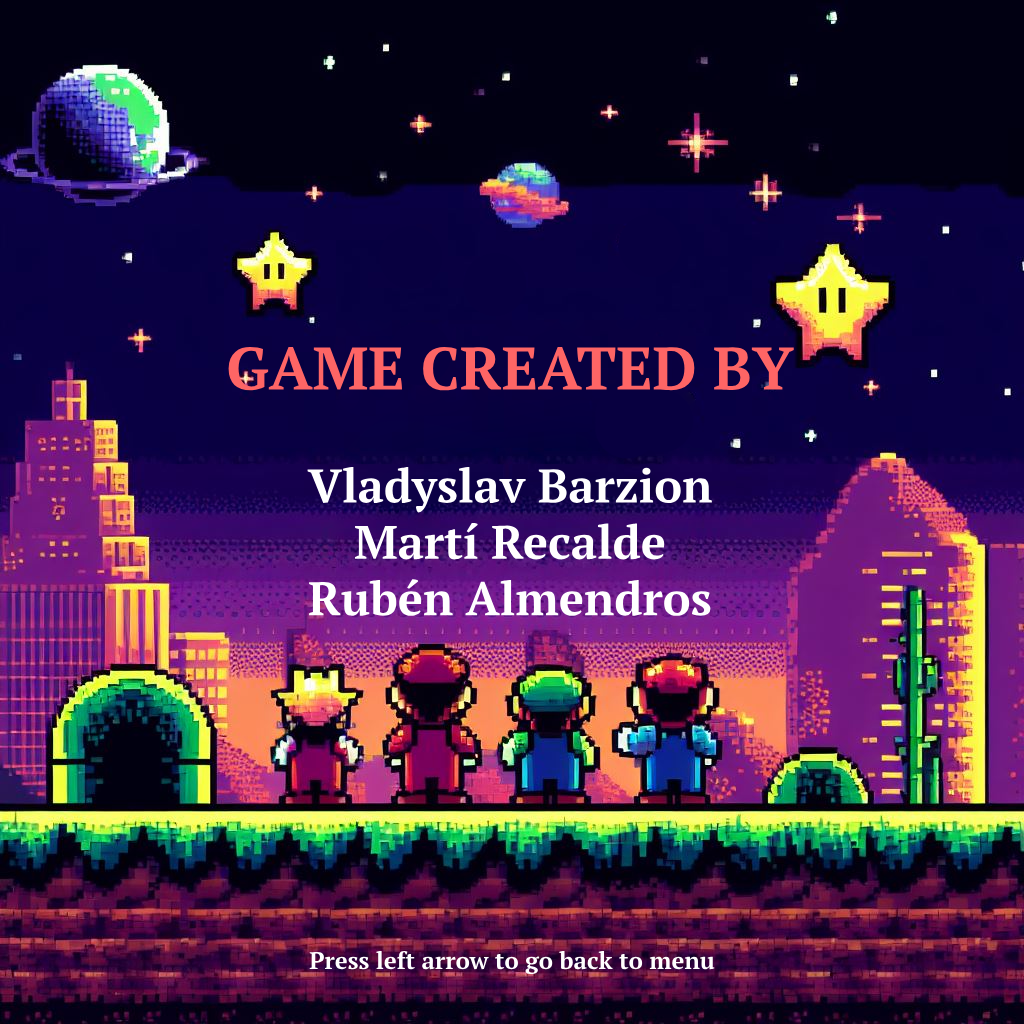 GAME CREATED BY
Vladyslav Barzion
Martí Recalde
Rubén Almendros
Press left arrow to go back to menu